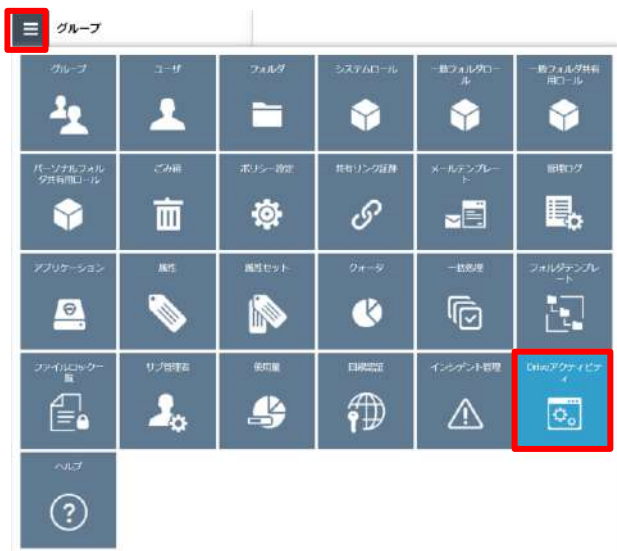 グループ
グループ
ユーザ
フォルダ
システムロール
一般フォルダロー
ル
一般フォルダ共有
用ロール
パーソナルフォル
ダ共有用ロール
ごみ箱
ポリシー設定
共有リンク証跡
メールテンプレー
ト
管理ログ
アプリケーション
属性
属性セット
クォータ
一括処理
フォルダテンプレ
ート
ファイルロック一
覧
サブ管理者
使用量
回線認証
インシデント管理
Driveアクティビテ
ィ
ヘルプ